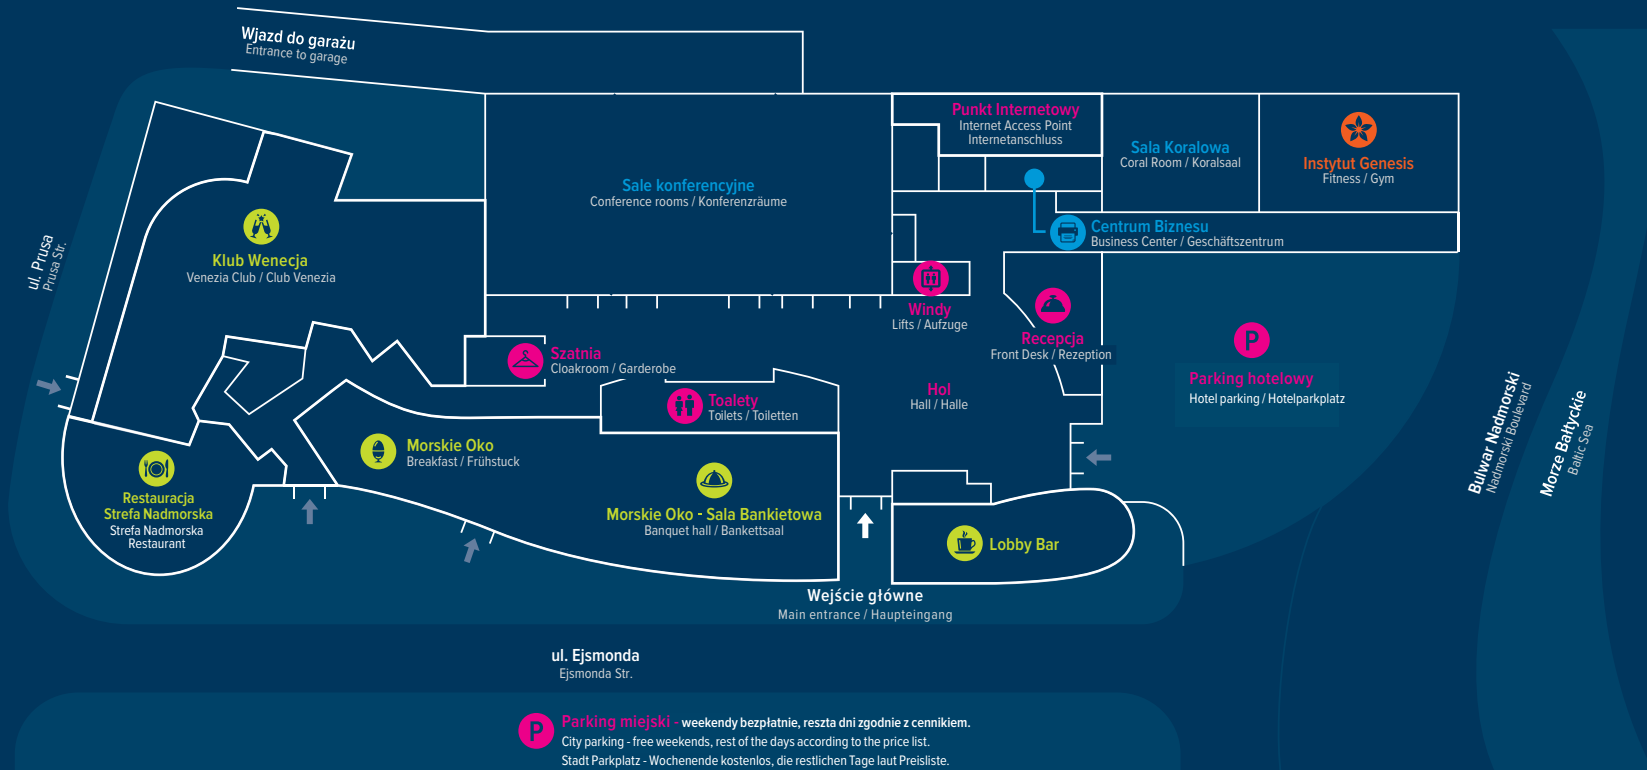 Wjazd do garażu
Entrance to garage
Punkt Internetowy
Internet Access Point
Internetanschluss
Sala Koralowa
Coral Room / Koralsaal
Instytut Genesis
Fitness / Gym
Sale konferencyjne
Conference rooms / Konferenzräume
Centrum Biznesu
Business Center / Geschäftszentrum
ul. Prusa
Prusa Str.
Klub Wenecja
Venezia Club / Club Venezia
Windy
Lifts / Aufzuge
Recepcja
Front Desk / Rezeption
Szatnia
Cloakroom / Garderobe
P
Parking hotelowy
Hotel parking / Hotelparkplatz
Hol
Hall / Halle
Toalety
Toilets / Toiletten
Bulwar Nadmorski
Nadmorski Boulevard
Morze Bałtyckie
Baltic Sea
Morskie Oko
Breakfast / Frühstuck
Restauracja
Strefa Nadmorska
Strefa Nadmorska
Restaurant
Morskie Oko - Sala Bankietowa
Banquet hall / Bankettsaal
Lobby Bar
Wejście główne
Main entrance / Haupteingang
ul. Ejsmonda
Ejsmonda Str.
P
Parking miejski - weekendy bezpłatnie, reszta dni zgodnie z cennikiem.
City parking - free weekends, rest of the days according to the price list.
Stadt Parkplatz - Wochenende kostenlos, die restlichen Tage laut Preisliste.